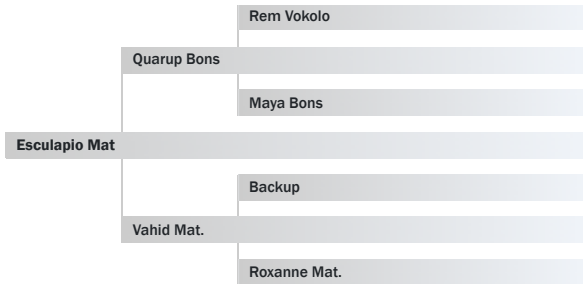 Rem Vokolo
Quarup Bons
Maya Bons
Esculapio Mat
Backup
Vahid Mat.
Roxanne Mat.